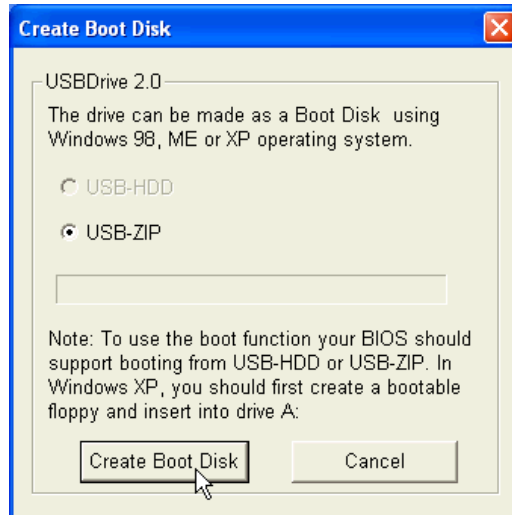 Create Boot Disk
USBDrive 2.0
The drive can be made as a Boot Disk using
Windows 98, ME or XP operating system.
USB-HDD
USB-ZIP
Note: To use the boot function your BIOS should
support booting from USB-HDD or USB-ZIP. In
Windows XP, you should first create a bootable
floppy and insert into drive A:
Create Boot Disk Cancel